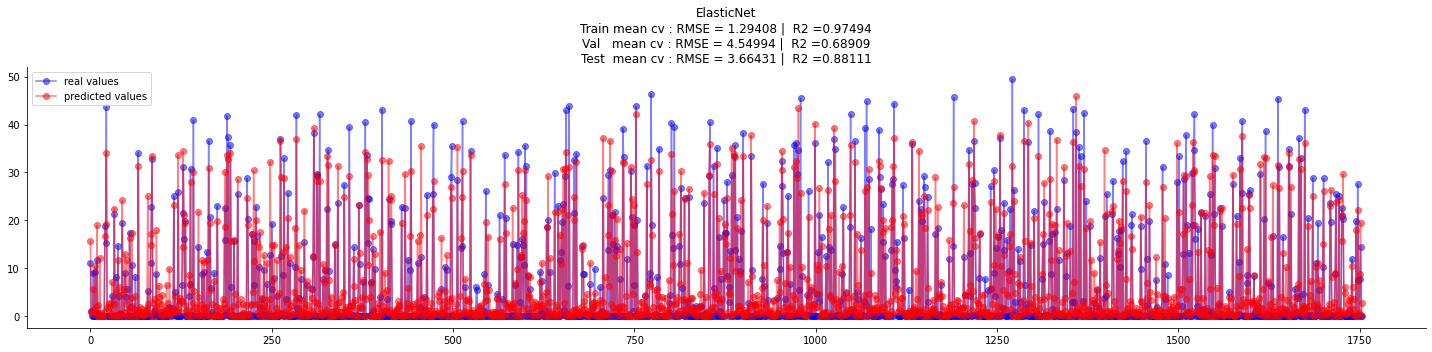 ElasticNet
Train mean cv : RMSE = 1.29408 | R2 =0.97494
Val mean cv : RMSE = 4.54994 | R2 =0.68909
Test mean cv : RMSE = 3.66431 | R2 =0.88111
50
real values
predicted values
40
30
20
10
0
0 250 500 750 1000 1250 1500 1750